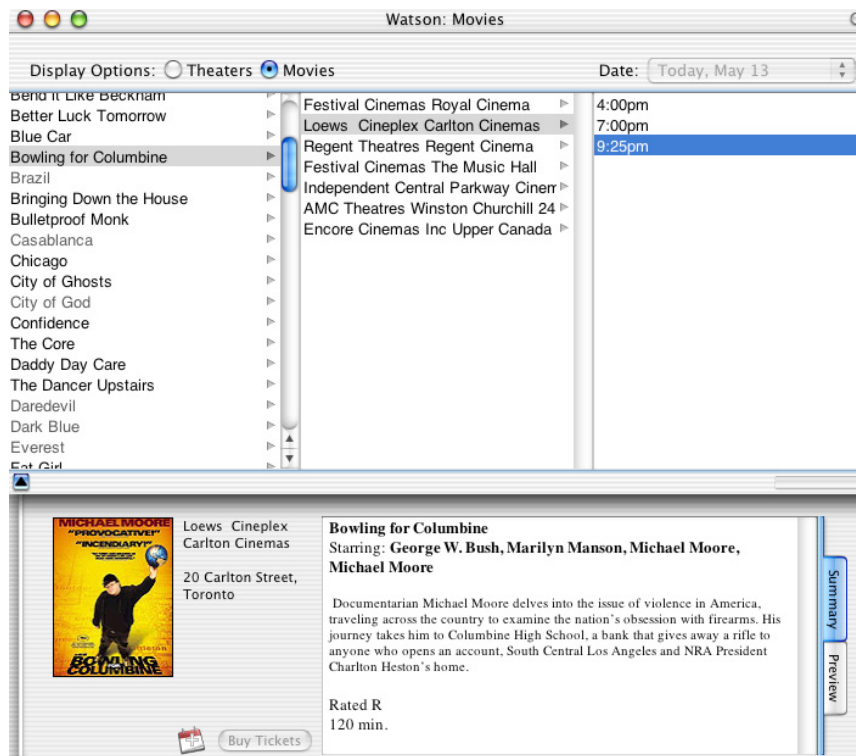 Watson: Movies
Display Options: Theaters Movies
Date: Today, May 13
Bend it Like Beckham
Better Luck Tomorrow
Blue Car
Bowling for Columbine
Brazil
Bringing Down the House
Bulletproof Monk
Casablanca
Chicago
City of Ghosts
City of God
Confidence
The Core
Daddy Day Care
The Dancer Upstairs
Daredevil
Dark Blue
Everest
Fat Girl
Festival Cinemas Royal Cinema
Loews Cineplex Carlton Cinemas
Regent Theatres Regent Cinema
Festival Cinemas The Music Hall
Independent Central Parkway Cinem
AMC Theatres Winston Churchill 24
Encore Cinemas Inc Upper Canada
4:00pm
7:00pm
9:25pm
MICHAEL MOORE
"PROVOCATIVE!"
"INCENDIARY!"
BOWLING
COLUMBINE
Loews Cineplex
Carlton Cinemas
20 Carlton Street,
Toronto
Buy Tickets
Bowling for Columbine
Starring: George W. Bush, Marilyn Manson, Michael Moore,
Michael Moore
Documentarian Michael Moore delves into the issue of violence in America,
traveling across the country to examine the nation's obsession with firearms. His
journey takes him to Columbine High School, a bank that gives away a rifle to
anyone who opens an account, South Central Los Angeles and NRA President
Charlton Heston's home.
Rated R
120 min.
Summary
Preview